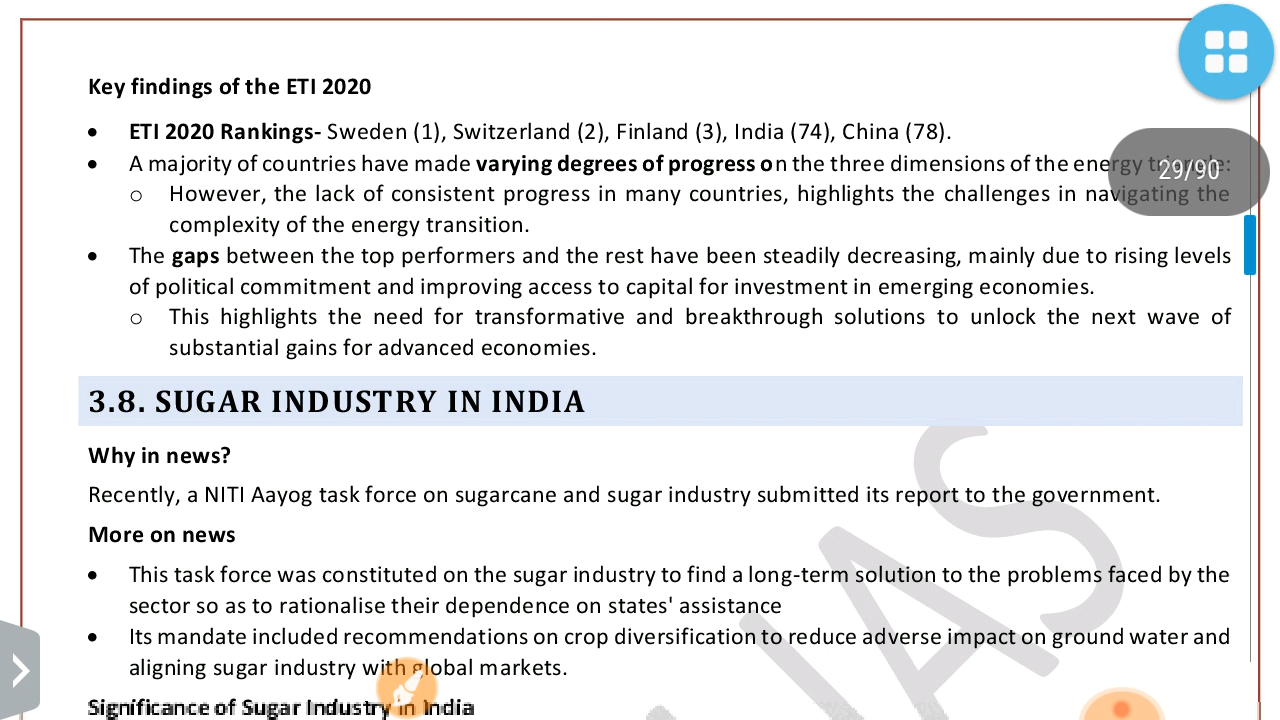 Key findings of the ETI 2020
• ETI 2020 Rankings- Sweden (1), Switzerland (2), Finland (3), India (74), China (78).
• A majority of countries have made varying degrees of progress on the three dimensions of the energy triangle:
29/90
o However, the lack of consistent progress in many countries, highlights the challenges in navigating the
complexity of the energy transition.
• The gaps between the top performers and the rest have been steadily decreasing, mainly due to rising levels
of political commitment and improving access to capital for investment in emerging economies.
o This highlights the need for transformative and breakthrough solutions to unlock the next wave of
substantial gains for advanced economies.
3.8. SUGAR INDUSTRY IN INDIA
Why in news?
Recently, a NITI Aayog task force on sugarcane and sugar industry submitted its report to the government.
More on news
• This task force was constituted on the sugar industry to find a long-term solution to the problems faced by the
sector so as to rationalise their dependence on states' assistance
• Its mandate included recommendations on crop diversification to reduce adverse impact on ground water and
aligning sugar industry with global markets.
Significance of Sugar Industry in India
IAS